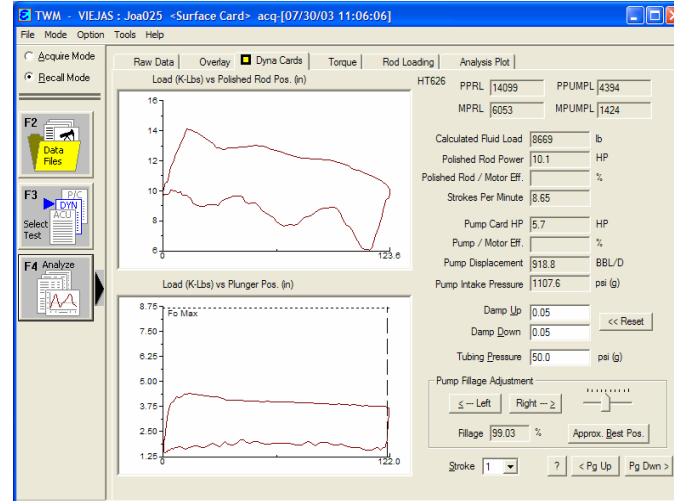 TWM - VIEJAS : Joa025 <Surface Card> acq-[07/30/03 11:06:06]
File Mode Option Tools Help
Acquire Mode
Recall Mode
F2
Data
Files
F3
P/C
DYN
ACU
Select
Test
F4 Analyze
Raw Data Overlay Dyna Cards Torque Rod Loading Analysis Plot
Load (K-Lbs) vs Polished Rod Pos. (in)
16
14
12
10
8
6
0 123.6
Load (K-Lbs) vs Plunger Pos. (in)
8.75
Fo Max
7.50
6.25
5.00
3.75
2.50
1.25
0 122.0
HT626 PPRL 14099 PPUMPL 4394
MPRL 6053 MPUMPL 1424
Calculated Fluid Load 8669 lb
Polished Rod Power 10.1 HP
Polished Rod / Motor Eff. %
Strokes Per Minute 8.65
Pump Card HP 5.7 HP
Pump / Motor Eff. %
Pump Displacement 918.8 BBL/D
Pump Intake Pressure 1107.6 psi (g)
Damp Up 0.05
Damp Down 0.05
<< Reset
Tubing Pressure 50.0 psi (g)
Pump Fillage Adjustment
< -- Left Right -- >
Fillage 99.03 % Approx. Best Pos.
Stroke 1 ? < Pg Up Pg Dwn >